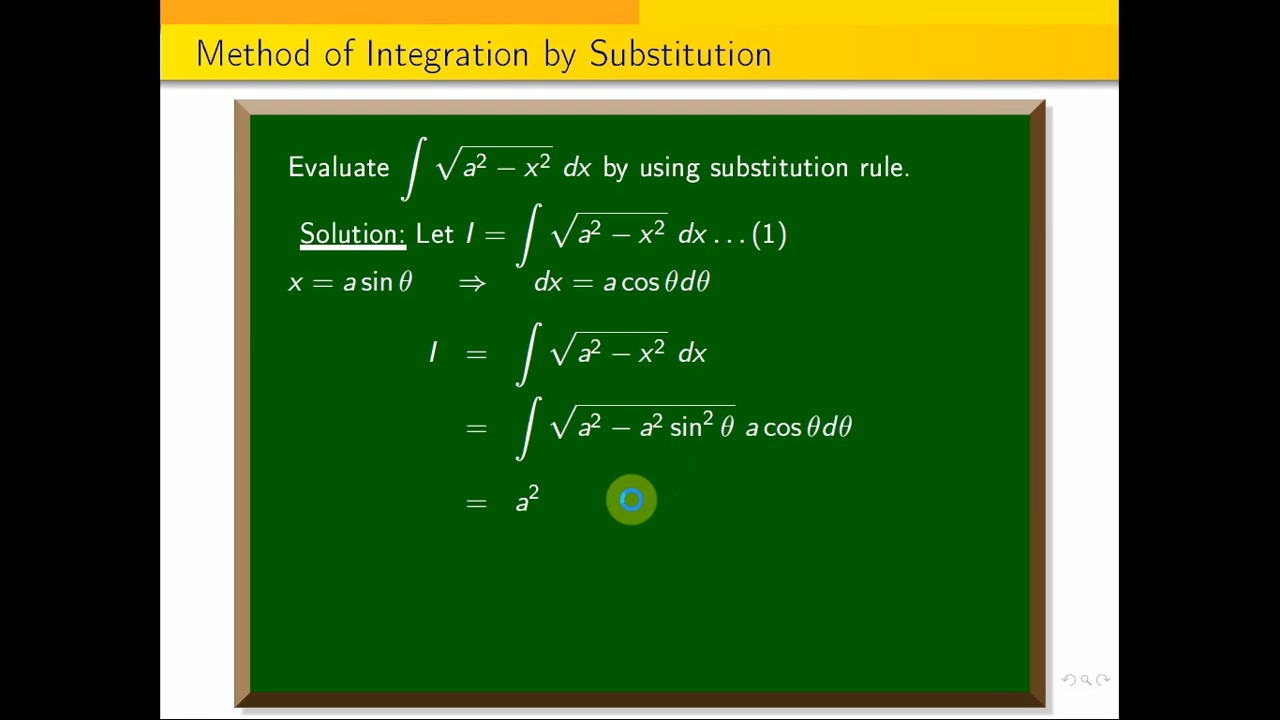 Method of Integration by Substitution
Evaluate ∫ √(a² − x²) dx by using substitution rule.
Solution: Let I = ∫ √(a² − x²) dx . . . (1)
x = a sin θ ⇒ dx = a cos θdθ
I = ∫ √(a² − x²) dx
= ∫ √(a² − a² sin² θ) a cos θdθ
= a²